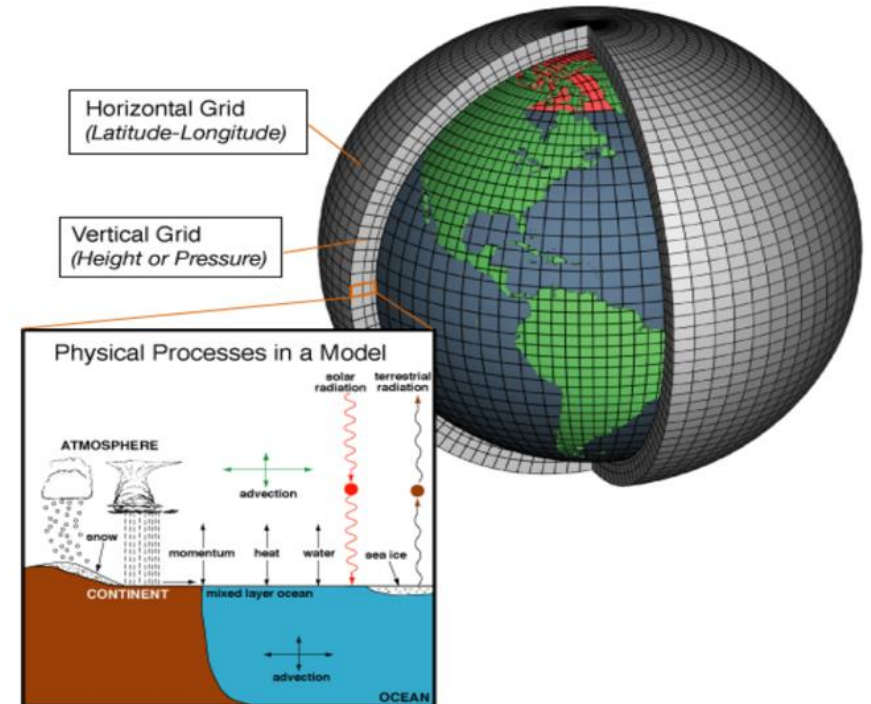 Horizontal Grid
(Latitude-Longitude)
Vertical Grid
(Height or Pressure)
Physical Processes in a Model
solar
radiation
terrestrial
radiation
ATMOSPHERE
advection
snow
momentum
heat
water
sea ice
CONTINENT
mixed layer ocean
advection
OCEAN